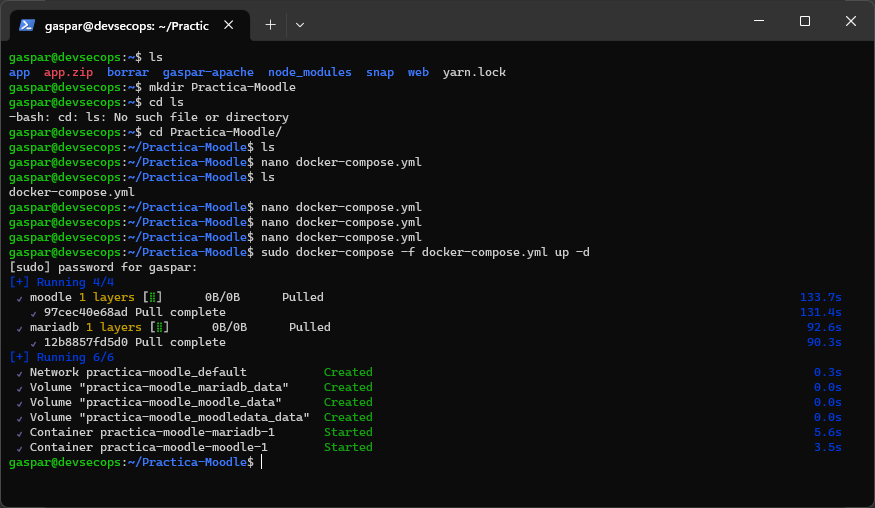 gaspar@devsecops: ~/Practic
gaspar@devsecops:~$ ls
app app.zip borrar gaspar-apache node_modules snap web yarn.lock
gaspar@devsecops:~$ mkdir Practica-Moodle
gaspar@devsecops:~$ cd ls
-bash: cd: ls: No such file or directory
gaspar@devsecops:~$ cd Practica-Moodle/
gaspar@devsecops:~/Practica-Moodle$ ls
gaspar@devsecops:~/Practica-Moodle$ nano docker-compose.yml
gaspar@devsecops:~/Practica-Moodle$ ls
docker-compose.yml
gaspar@devsecops:~/Practica-Moodle$ nano docker-compose.yml
gaspar@devsecops:~/Practica-Moodle$ nano docker-compose.yml
gaspar@devsecops:~/Practica-Moodle$ nano docker-compose.yml
gaspar@devsecops:~/Practica-Moodle$ sudo docker-compose -f docker-compose.yml up -d
[sudo] password for gaspar:
[+] Running 4/4
✔ moodle 1 layers [⣿] 0B/0B Pulled 133.7s
✔ 97cec40e68ad Pull complete 131.4s
✔ mariadb 1 layers [⣿] 0B/0B Pulled 92.6s
✔ 12b8857fd5d0 Pull complete 90.3s
[+] Running 6/6
✔ Network practica-moodle_default Created 0.3s
✔ Volume "practica-moodle_mariadb_data" Created 0.0s
✔ Volume "practica-moodle_moodle_data" Created 0.0s
✔ Volume "practica-moodle_moodledata_data" Created 0.0s
✔ Container practica-moodle-mariadb-1 Started 5.6s
✔ Container practica-moodle-moodle-1 Started 3.5s
gaspar@devsecops:~/Practica-Moodle$